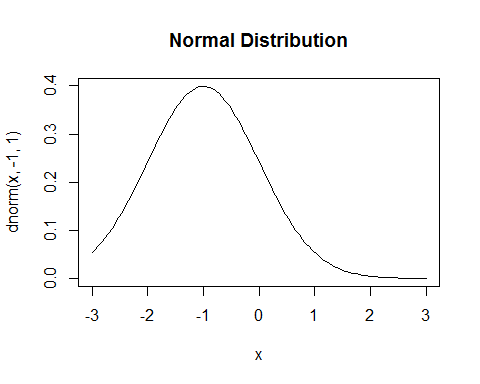 Normal Distribution
dnorm(x, -1, 1)
0.4
0.3
0.2
0.1
0.0
-3 -2 -1 0 1 2 3
x